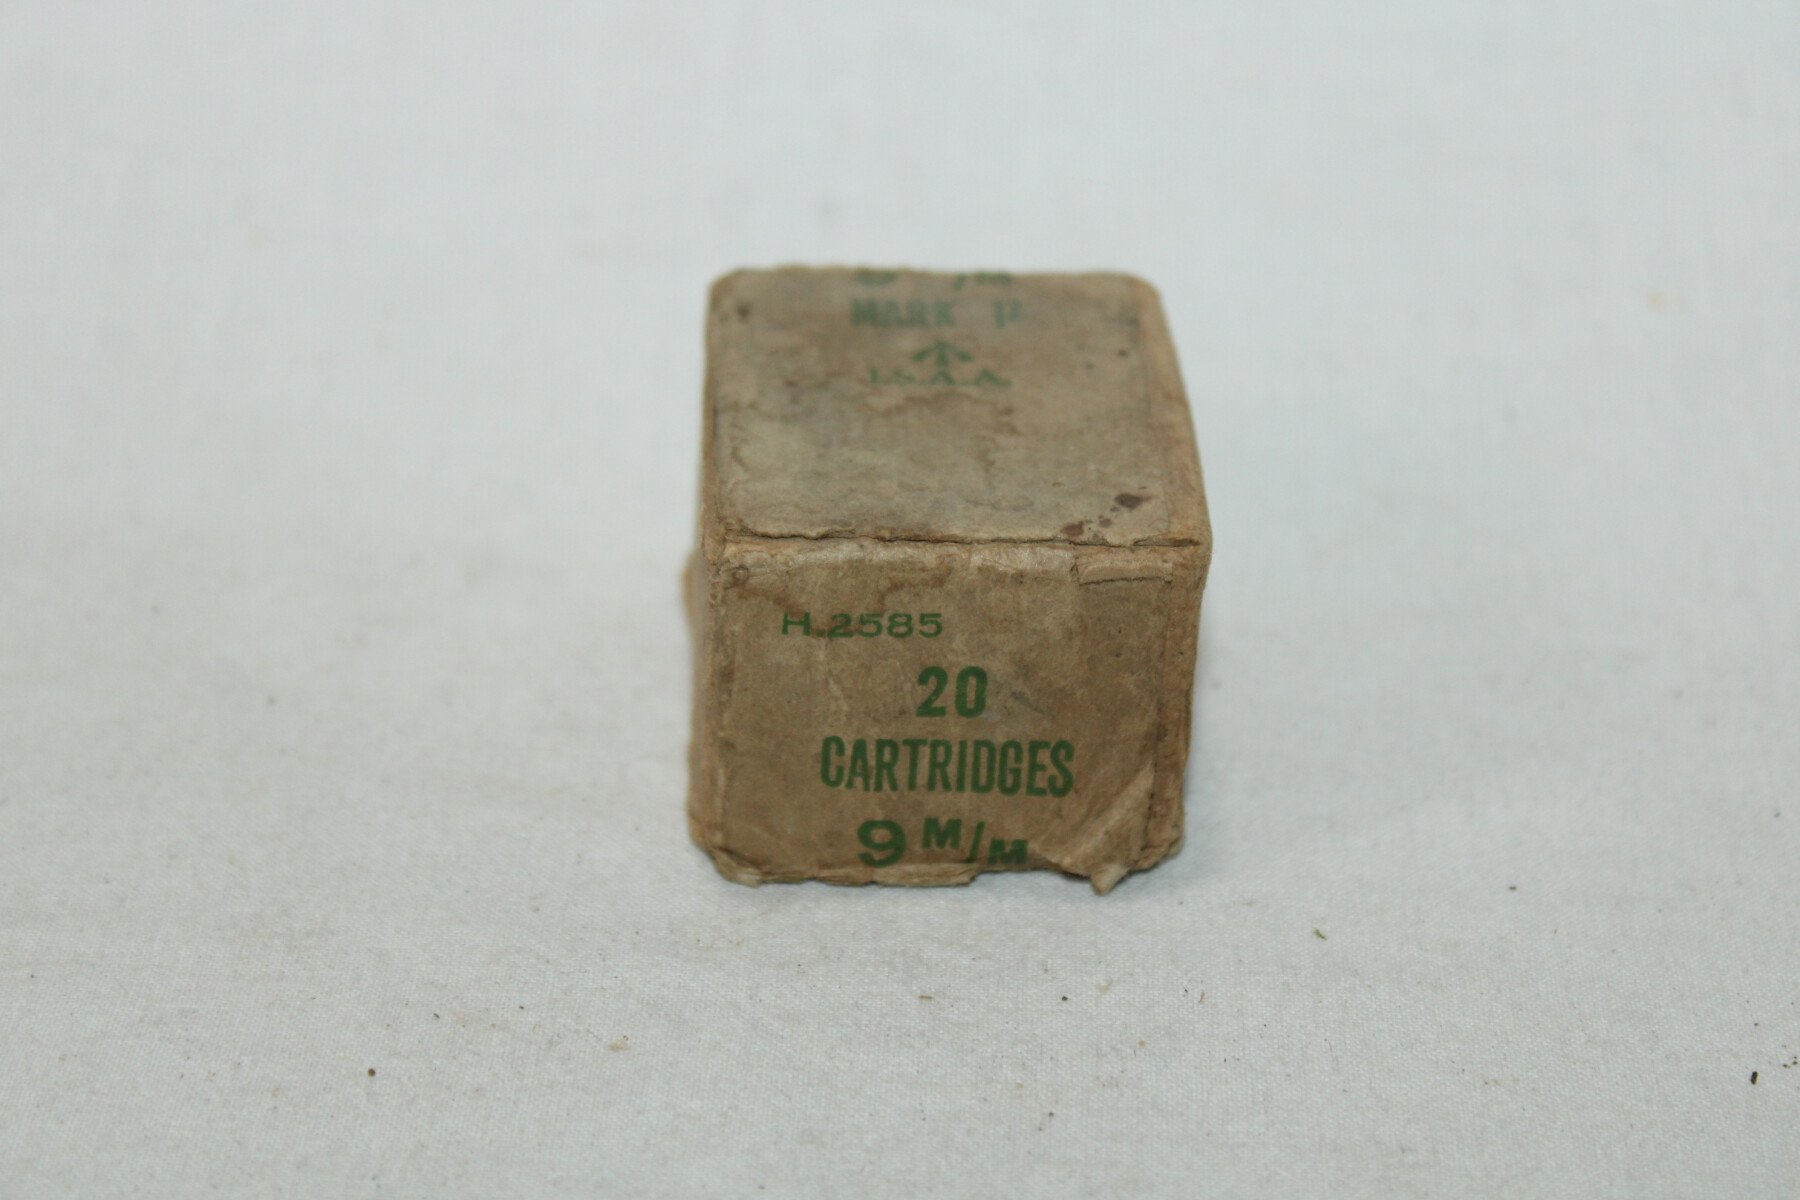 MARK
H.2585
20
CARTRIDGES
9 M/M